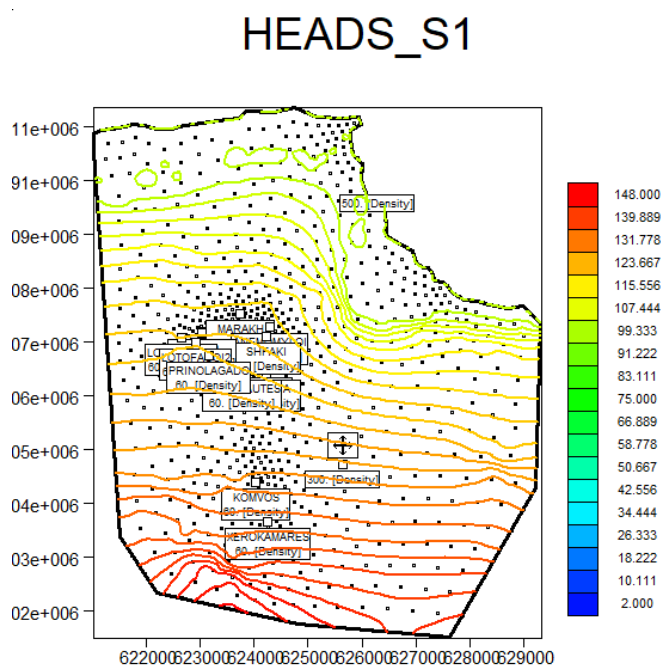 HEADS_S1
11e+006
91e+006
09e+006
08e+006
07e+006
06e+006
05e+006
04e+006
03e+006
02e+006
500. [Density]
MARAKH
SHFAKI
PRINOLAGADO
60. [Density]
60. [Density]
300. [Density]
KOMVOS
60. [Density]
XEROKAMARES
60. [Density]
622000
623000
624000
625000
626000
627000
628000
629000
148.000
139.889
131.778
123.667
115.556
107.444
99.333
91.222
83.111
75.000
66.889
58.778
50.667
42.556
34.444
26.333
18.222
10.111
2.000